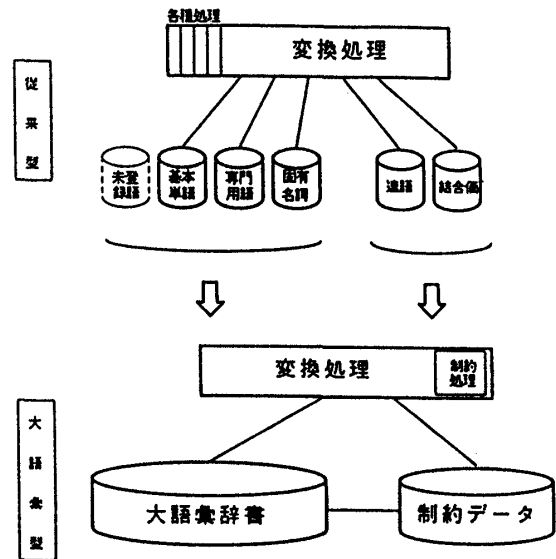 各種処理
変換処理
従来型
未登
録語
基本
単語
専門
用語
固有
名詞
連語
結合価
変換処理
制約
処理
大語彙型
大語彙辞書
制約データ